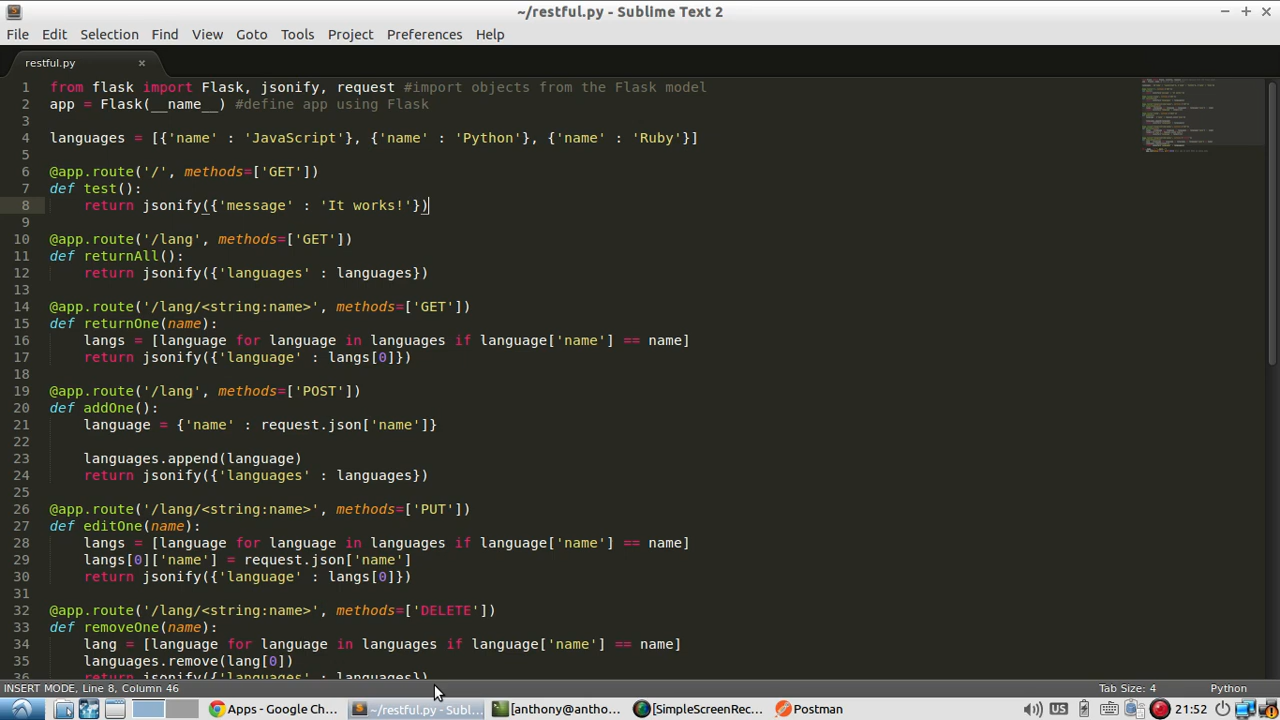 ~/restful.py - Sublime Text 2
File Edit Selection Find View Goto Tools Project Preferences Help
restful.py ×
1 from flask import Flask, jsonify, request #import objects from the Flask model
2 app = Flask(__name__) #define app using Flask
3
4 languages = [{'name' : 'JavaScript'}, {'name' : 'Python'}, {'name' : 'Ruby'}]
5
6 @app.route('/', methods=['GET'])
7 def test():
8     return jsonify({'message' : 'It works!'})
9
10 @app.route('/lang', methods=['GET'])
11 def returnAll():
12     return jsonify({'languages' : languages})
13
14 @app.route('/lang/<string:name>', methods=['GET'])
15 def returnOne(name):
16     langs = [language for language in languages if language['name'] == name]
17     return jsonify({'language' : langs[0]})
18
19 @app.route('/lang', methods=['POST'])
20 def addOne():
21     language = {'name' : request.json['name']}
22
23     languages.append(language)
24     return jsonify({'languages' : languages})
25
26 @app.route('/lang/<string:name>', methods=['PUT'])
27 def editOne(name):
28     langs = [language for language in languages if language['name'] == name]
29     langs[0]['name'] = request.json['name']
30     return jsonify({'language' : langs[0]})
31
32 @app.route('/lang/<string:name>', methods=['DELETE'])
33 def removeOne(name):
34     lang = [language for language in languages if language['name'] == name]
35     languages.remove(lang[0])
36     return jsonify({'languages' : languages})
INSERT MODE, Line 8, Column 46 Tab Size: 4 Python
Apps - Google Ch... ~/restful.py - Subl... [anthony@antho... [SimpleScreenRec... Postman US 21:52